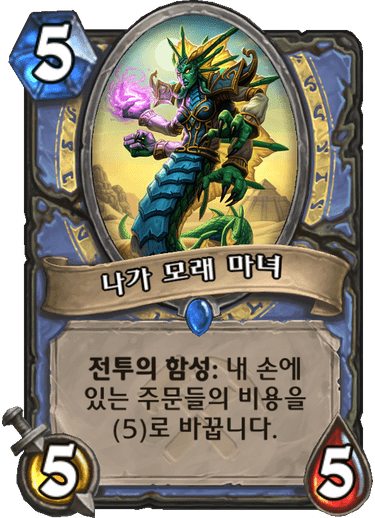 5
나가 모래 마녀
전투의 함성: 내 손에
있는 주문들의 비용을
(5)로 바꿉니다.
5
5